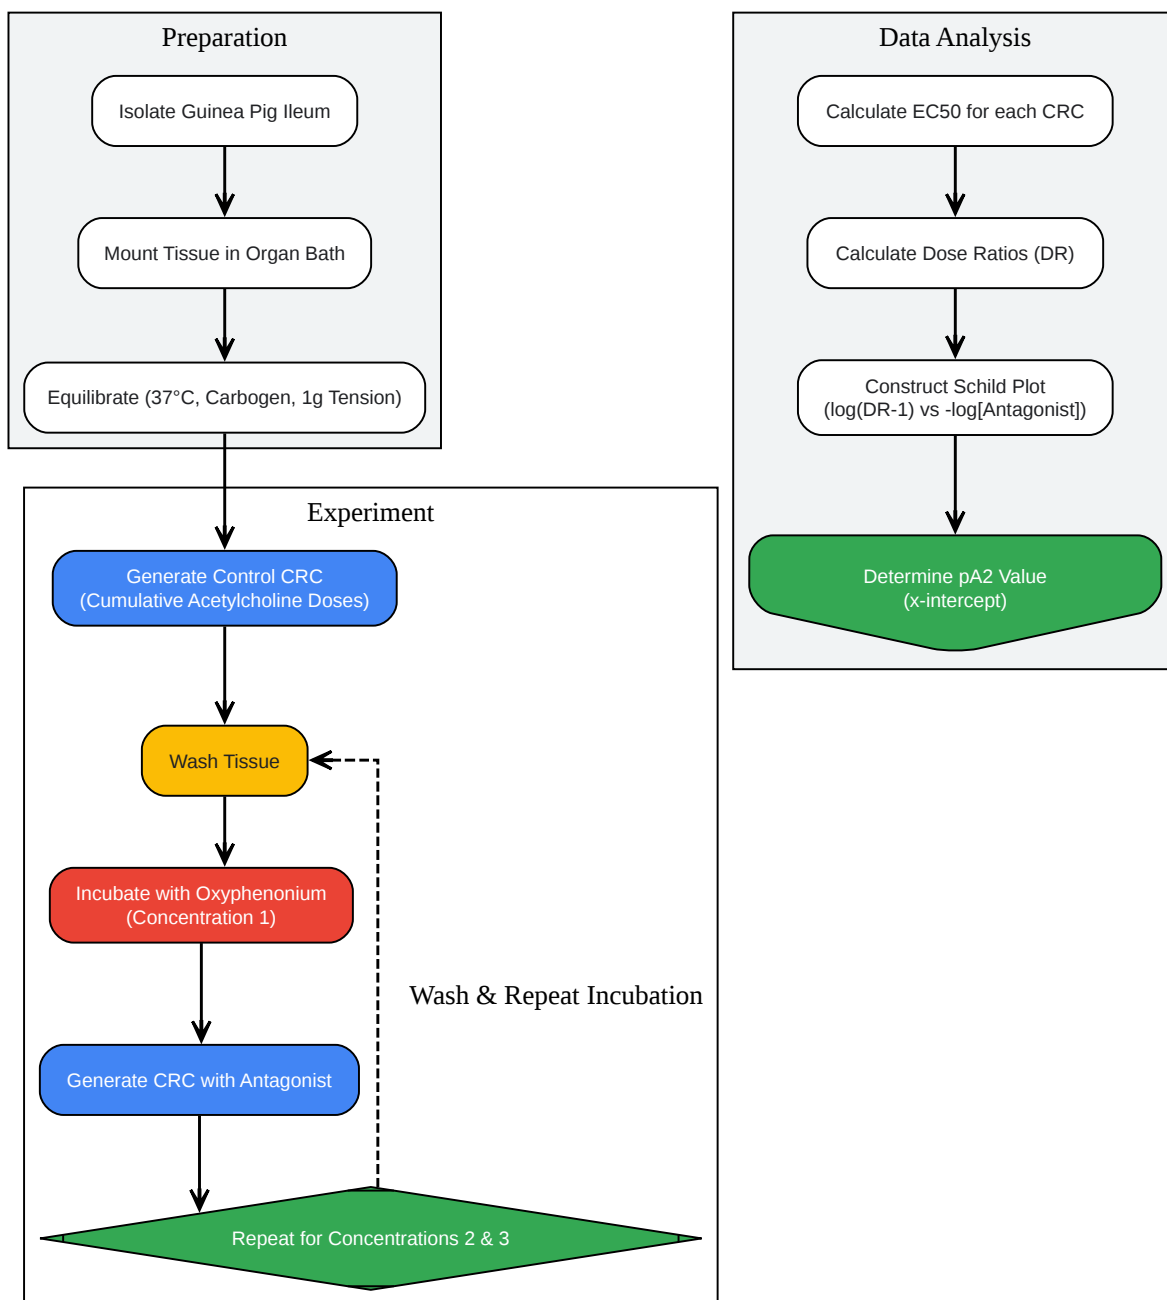 Preparation
Isolate Guinea Pig Ileum
Mount Tissue in Organ Bath
Equilibrate (37°C, Carbogen, 1g Tension)
Experiment
Generate Control CRC
(Cumulative Acetylcholine Doses)
Wash Tissue
Incubate with Oxyphenonium
(Concentration 1)
Wash & Repeat Incubation
Generate CRC with Antagonist
Repeat for Concentrations 2 & 3
Data Analysis
Calculate EC50 for each CRC
Calculate Dose Ratios (DR)
Construct Schild Plot
(log(DR-1) vs -log[Antagonist])
Determine pA2 Value
(x-intercept)